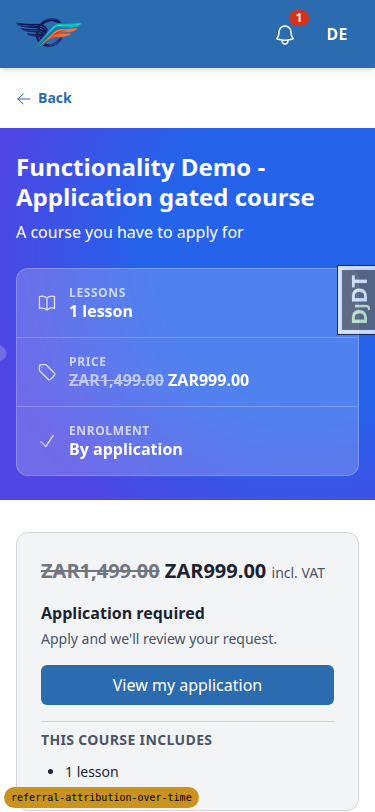 1
DE
Back
Functionality Demo -
Application gated course
A course you have to apply for
LESSONS
1 lesson
DjDT
PRICE
ZAR1,499.00 ZAR999.00
ENROLMENT
By application
ZAR1,499.00 ZAR999.00 incl. VAT
Application required
Apply and we'll review your request.
View my application
THIS COURSE INCLUDES
1 lesson
referral-attribution-over-time